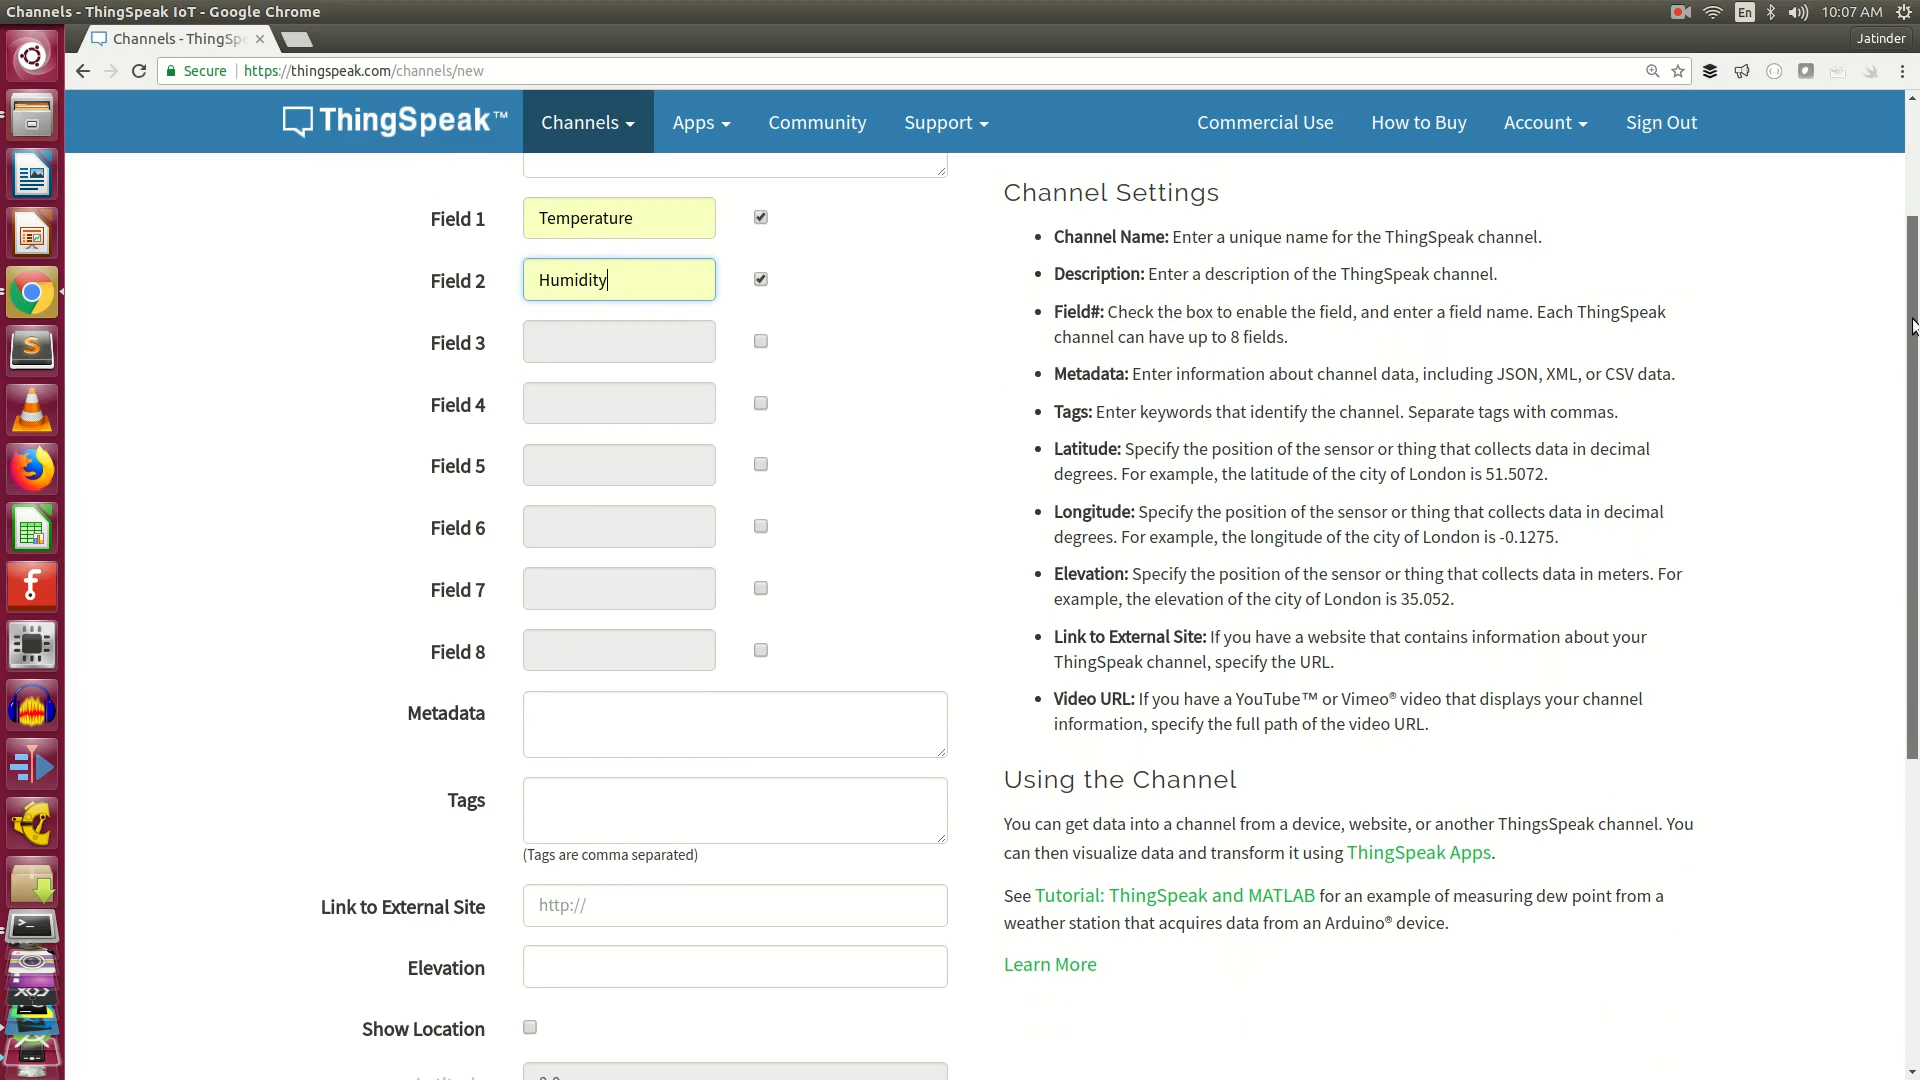 Channels - ThingSpeak IoT - Google Chrome
En
10:07 AM
Channels - ThingSpe
Jatinder
Secure
https://thingspeak.com/channels/new
ThingSpeak™
Channels
Apps
Community
Support
Commercial Use
How to Buy
Account
Sign Out
Field 1
Temperature
Field 2
Humidity
Field 3
Field 4
Field 5
Field 6
Field 7
Field 8
Metadata
Tags
(Tags are comma separated)
Link to External Site
http://
Elevation
Show Location
Channel Settings
Channel Name: Enter a unique name for the ThingSpeak channel.
Description: Enter a description of the ThingSpeak channel.
Field#: Check the box to enable the field, and enter a field name. Each ThingSpeak
channel can have up to 8 fields.
Metadata: Enter information about channel data, including JSON, XML, or CSV data.
Tags: Enter keywords that identify the channel. Separate tags with commas.
Latitude: Specify the position of the sensor or thing that collects data in decimal
degrees. For example, the latitude of the city of London is 51.5072.
Longitude: Specify the position of the sensor or thing that collects data in decimal
degrees. For example, the longitude of the city of London is -0.1275.
Elevation: Specify the position of the sensor or thing that collects data in meters. For
example, the elevation of the city of London is 35.052.
Link to External Site: If you have a website that contains information about your
ThingSpeak channel, specify the URL.
Video URL: If you have a YouTube™ or Vimeo® video that displays your channel
information, specify the full path of the video URL.
Using the Channel
You can get data into a channel from a device, website, or another ThingsSpeak channel. You
can then visualize data and transform it using ThingSpeak Apps.
See Tutorial: ThingSpeak and MATLAB for an example of measuring dew point from a
weather station that acquires data from an Arduino® device.
Learn More